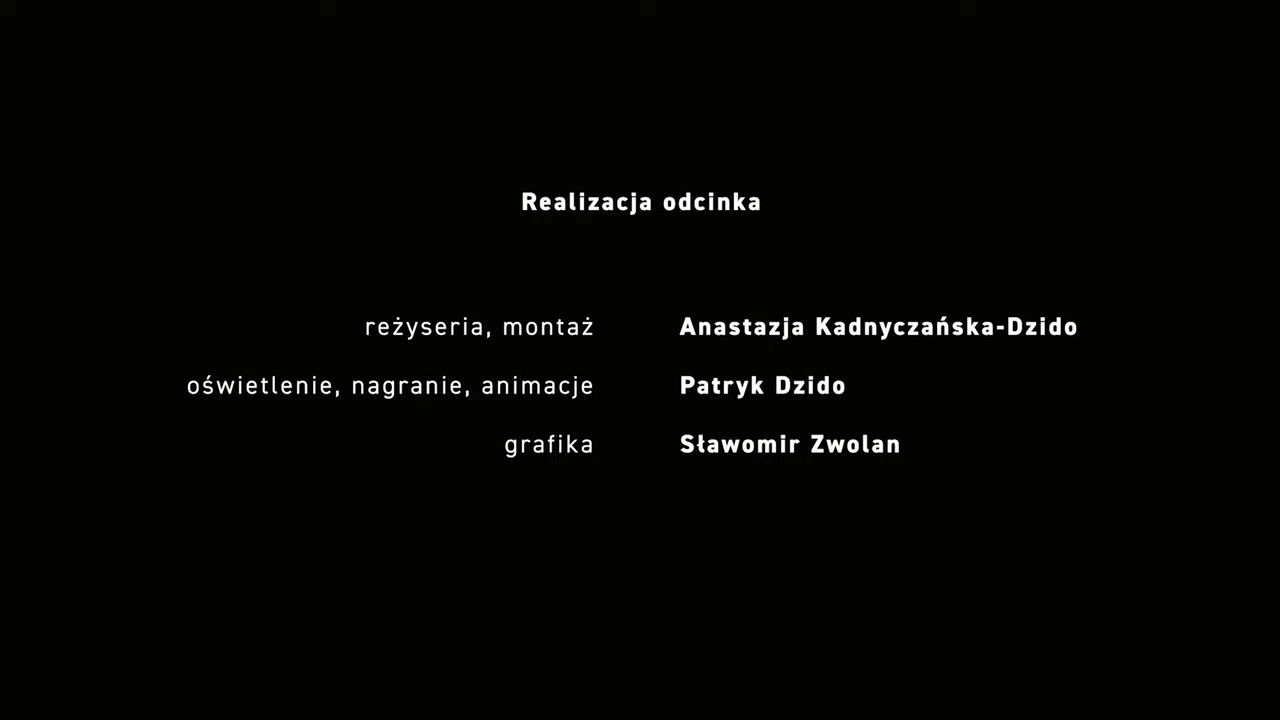 Realizacja odcinka
reżyseria, montaż Anastazja Kadnyczańska-Dzido
oświetlenie, nagranie, animacje Patryk Dzido
grafika Sławomir Zwolan